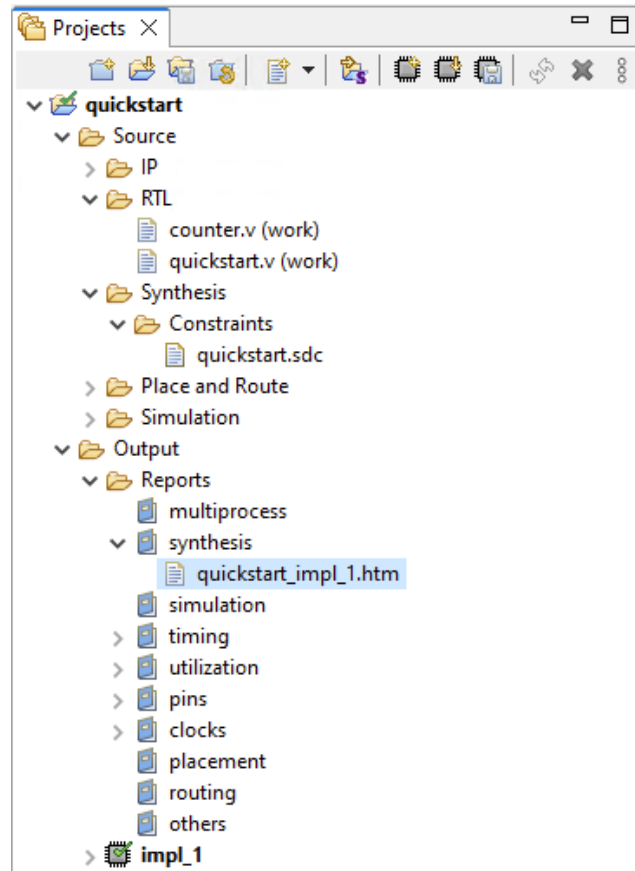 Projects
quickstart
Source
IP
RTL
counter.v (work)
quickstart.v (work)
Synthesis
Constraints
quickstart.sdc
Place and Route
Simulation
Output
Reports
multiprocess
synthesis
quickstart_impl_1.htm
simulation
timing
utilization
pins
clocks
placement
routing
others
impl_1